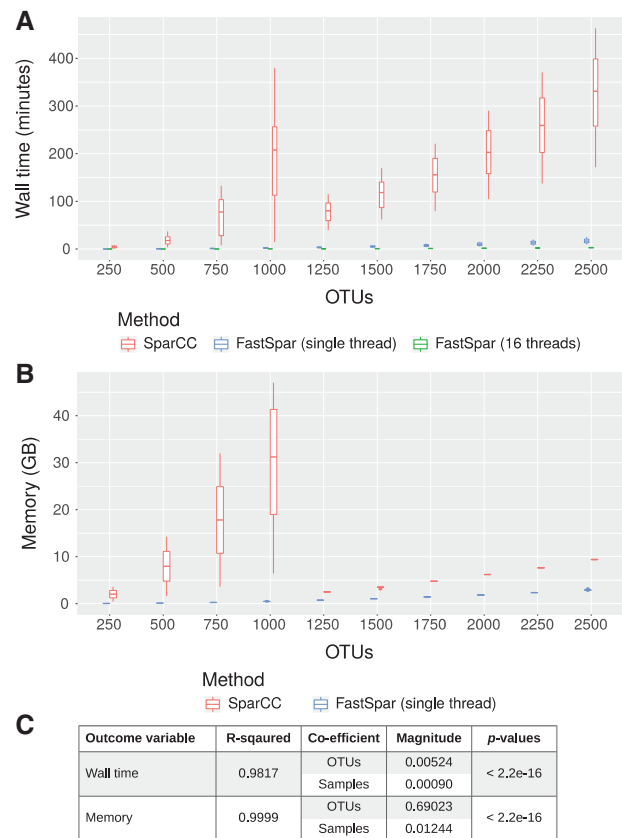 A
Wall time (minutes)
400
300
200
100
0
250 500 750 1000 1250 1500 1750 2000 2250 2500
OTUs
Method
SparCC FastSpar (single thread) FastSpar (16 threads)
B
Memory (GB)
40
30
20
10
0
250 500 750 1000 1250 1500 1750 2000 2250 2500
OTUs
Method
SparCC FastSpar (single thread)
C
Outcome variable R-sqaured Co-efficient Magnitude p-values
Wall time 0.9817 OTUs 0.00524 < 2.2e-16
Samples 0.00090
Memory 0.9999 OTUs 0.69023 < 2.2e-16
Samples 0.01244